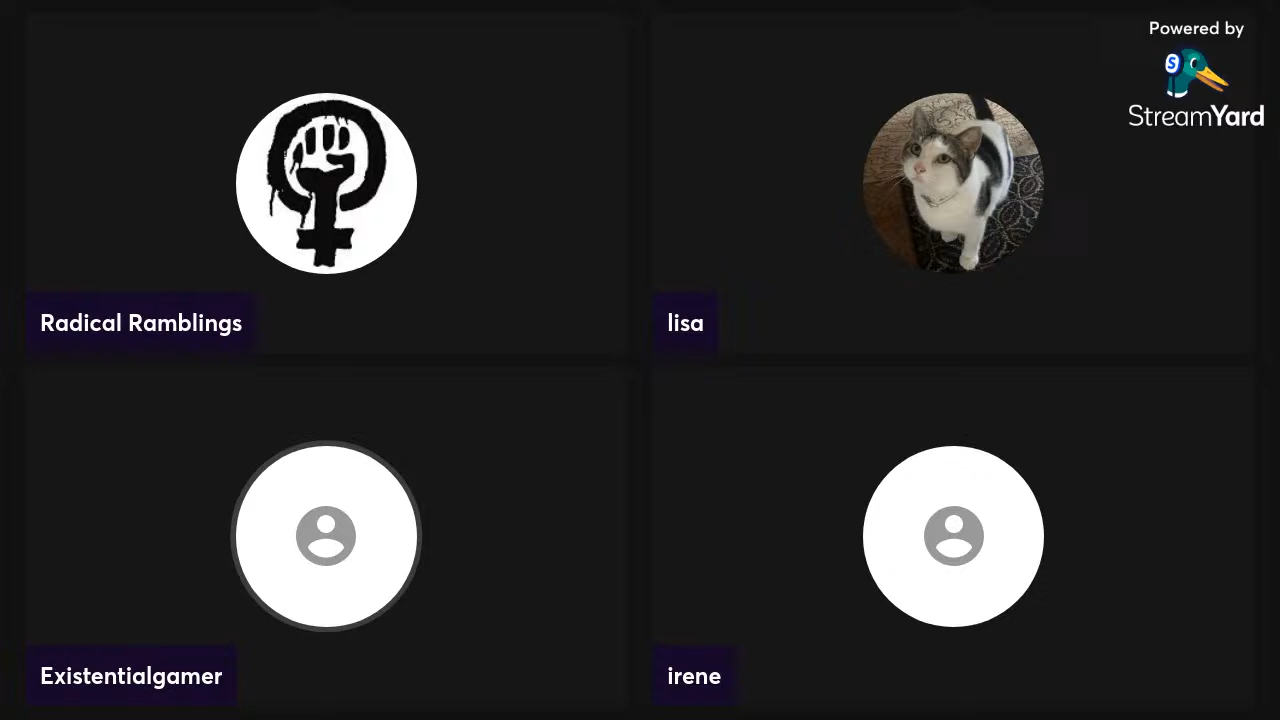 Powered by
S
StreamYard
Radical Ramblings
lisa
Existentialgamer
irene